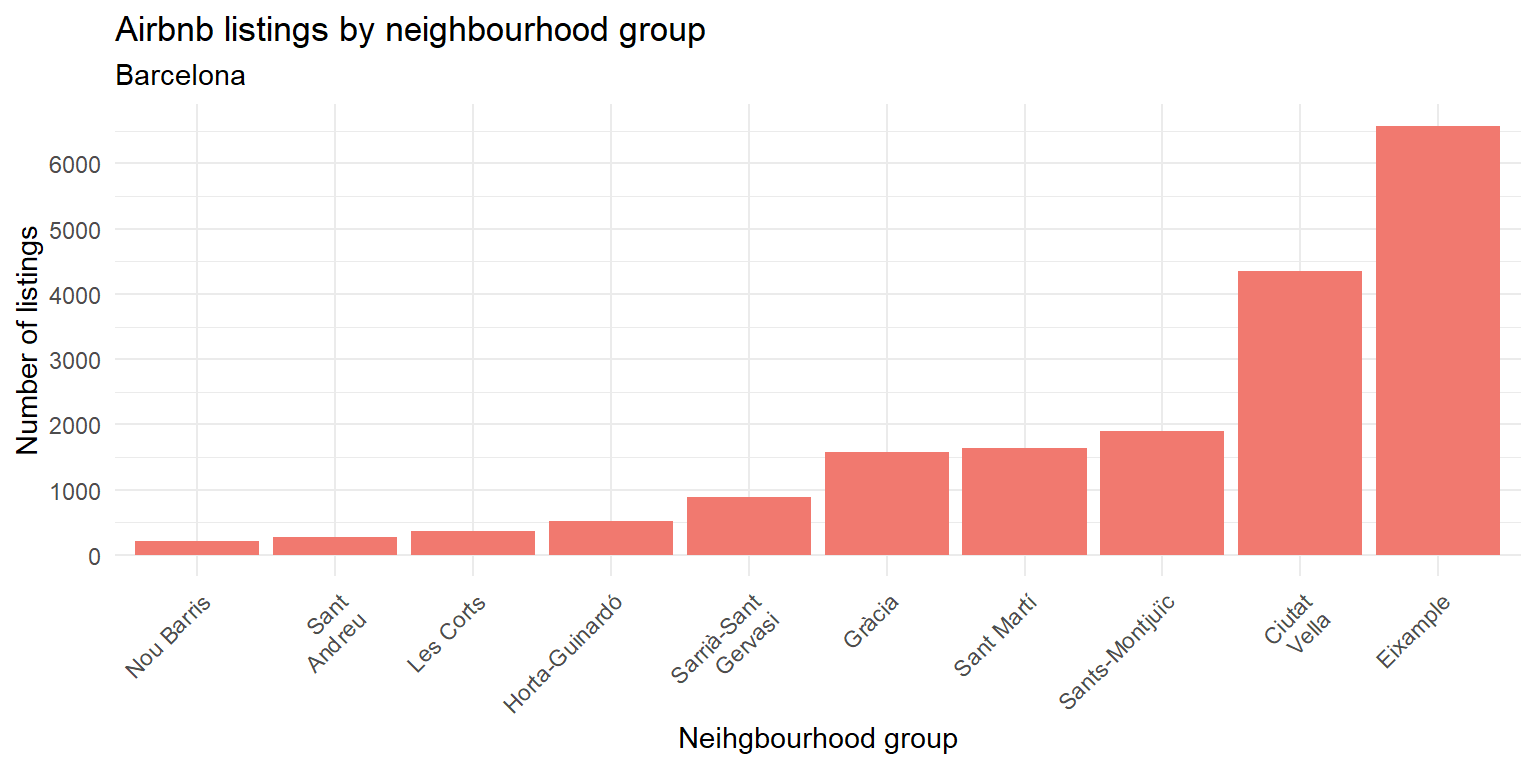 Airbnb listings by neighbourhood group
Barcelona
Number of listings
6000
5000
4000
3000
2000
1000
0
Nou Barris
Sant
Andreu
Les Corts
Horta-Guinardó
Sarrià-Sant
Gervasi
Gràcia
Sant Martí
Sants-Montjuïc
Ciutat
Vella
Eixample
Neihgbourhood group